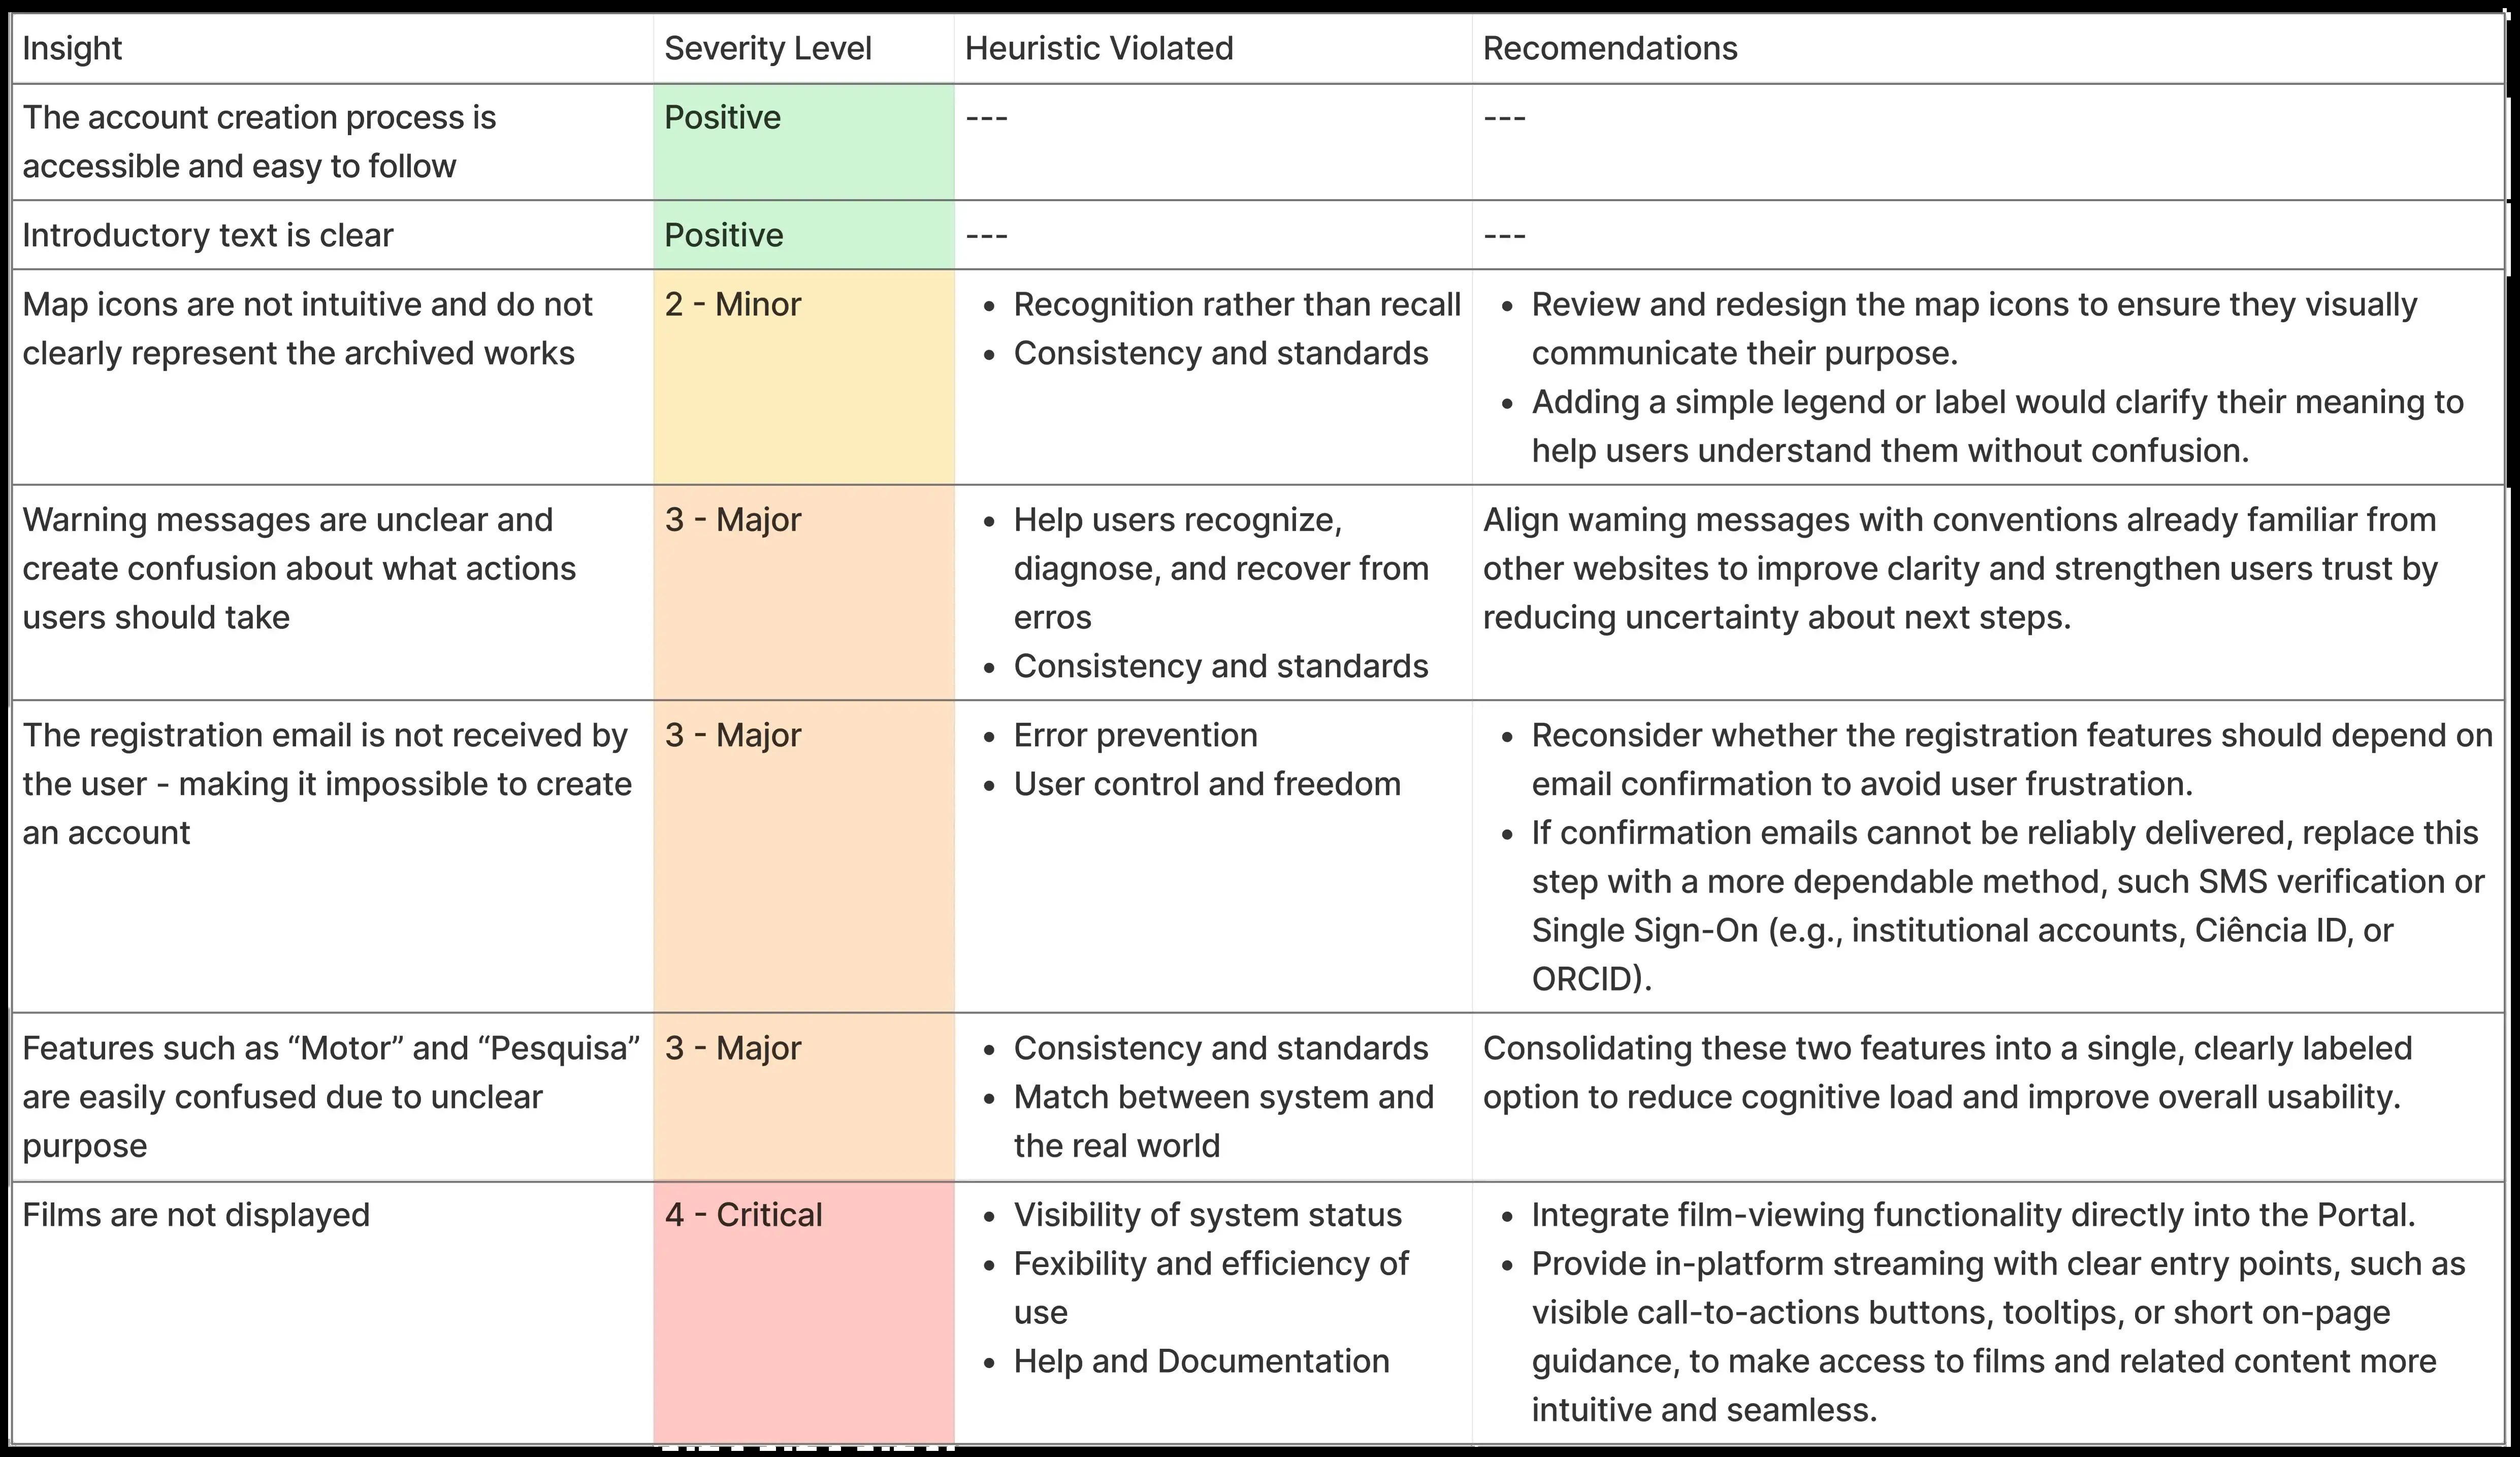 Insight
Severity Level
Heuristic Violated
Recomendations
The account creation process is
accessible and easy to follow
Positive
---
---
Introductory text is clear
Positive
---
---
Map icons are not intuitive and do not
clearly represent the archived works
2 - Minor
• Recognition rather than recall
• Consistency and standards
• Review and redesign the map icons to ensure they visually
communicate their purpose.
• Adding a simple legend or label would clarify their meaning to
help users understand them without confusion.
Warning messages are unclear and
create confusion about what actions
users should take
3 - Major
• Help users recognize,
diagnose, and recover from
erros
• Consistency and standards
Align waming messages with conventions already familiar from
other websites to improve clarity and strengthen users trust by
reducing uncertainty about next steps.
The registration email is not received by
the user - making it impossible to create
an account
3 - Major
• Error prevention
• User control and freedom
• Reconsider whether the registration features should depend on
email confirmation to avoid user frustration.
• If confirmation emails cannot be reliably delivered, replace this
step with a more dependable method, such SMS verification or
Single Sign-On (e.g., institutional accounts, Ciência ID, or
ORCID).
Features such as “Motor” and “Pesquisa”
are easily confused due to unclear
purpose
3 - Major
• Consistency and standards
• Match between system and
the real world
Consolidating these two features into a single, clearly labeled
option to reduce cognitive load and improve overall usability.
Films are not displayed
4 - Critical
• Visibility of system status
• Fexibility and efficiency of
use
• Help and Documentation
• Integrate film-viewing functionality directly into the Portal.
• Provide in-platform streaming with clear entry points, such as
visible call-to-actions buttons, tooltips, or short on-page
guidance, to make access to films and related content more
intuitive and seamless.